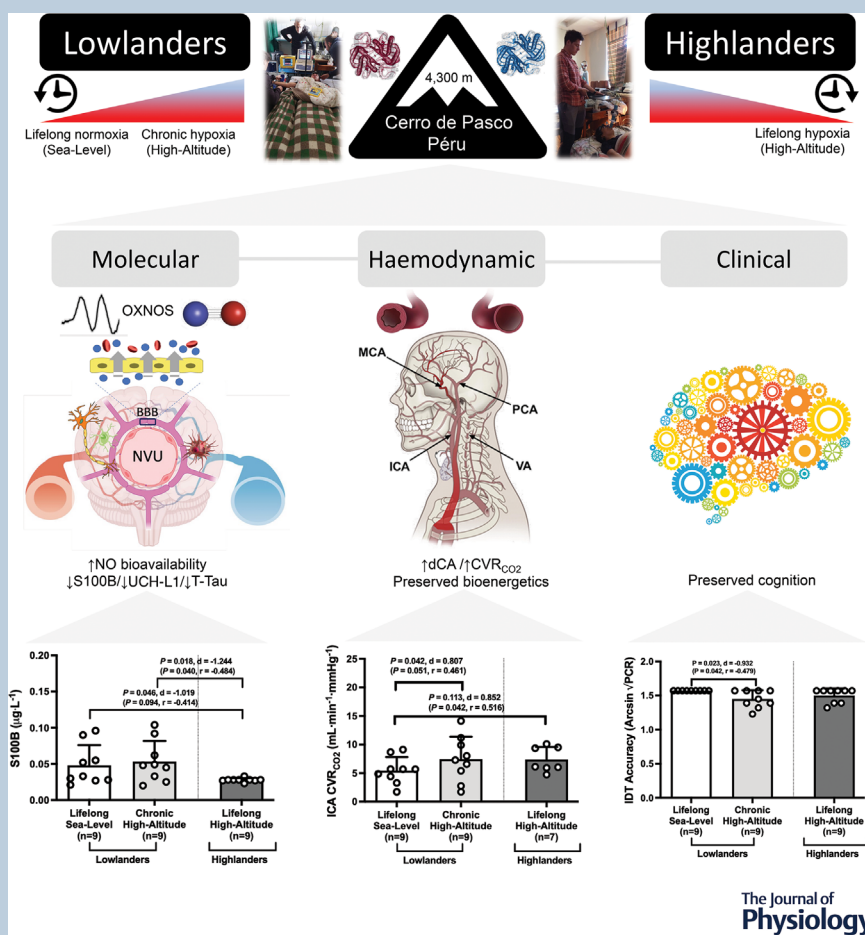 Lowlanders
Highlanders
4,300 m
Cerro de Pasco
Péru
Lifelong normoxia
(Sea-Level)
Chronic hypoxia
(High-Altitude)
Lifelong hypoxia
(High-Altitude)
Molecular
Haemodynamic
Clinical
OXNOS
BBB
NVU
MCA
PCA
ICA
VA
↑NO bioavailability
↓S100B/↓UCH-L1/↓T-Tau
↑dCA /↑CVRCO2
Preserved bioenergetics
Preserved cognition
P = 0.018, d = -1.244
(P = 0.040, r = -0.484)
P = 0.046, d = -1.019
(P = 0.094, r = -0.414)
S100B (µg·L-1)
0.20
0.15
0.10
0.05
0.00
Lifelong
Sea-Level
(n=9)
Chronic
High-Altitude
(n=9)
Lifelong
High-Altitude
(n=9)
Lowlanders
Highlanders
P = 0.042, d = 0.807
(P = 0.051, r = 0.461)
P = 0.113, d = 0.852
(P = 0.042, r = 0.516)
ICA CVRCO2 (mL·min-1·mmHg-1)
25
20
15
10
5
0
Lifelong
Sea-Level
(n=9)
Chronic
High-Altitude
(n=9)
Lifelong
High-Altitude
(n=7)
Lowlanders
Highlanders
P = 0.023, d = -0.932
(P = 0.042, r = -0.479)
IDT Accuracy (Arcsin √PCR)
2.0
1.5
1.0
0.5
0.0
Lifelong
Sea-Level
(n=9)
Chronic
High-Altitude
(n=9)
Lifelong
High-Altitude
(n=9)
Lowlanders
Highlanders
The Journal of
Physiology